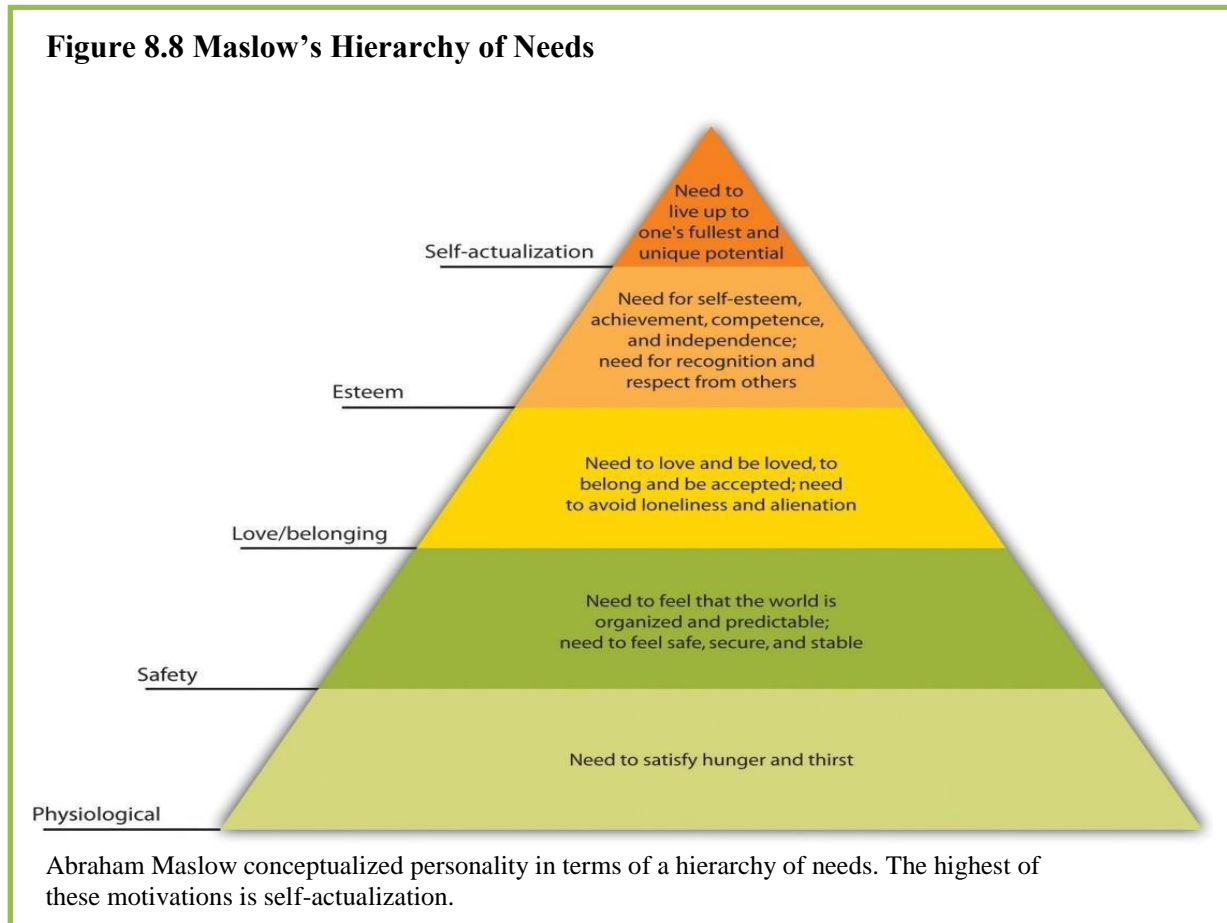 Figure 8.8 Maslow’s Hierarchy of Needs
Need to
live up to
one's fullest and
unique potential
Self-actualization
Need for self-esteem,
achievement, competence,
and independence;
need for recognition and
respect from others
Esteem
Need to love and be loved, to
belong and be accepted; need
to avoid loneliness and alienation
Love/belonging
Need to feel that the world is
organized and predictable;
need to feel safe, secure, and stable
Safety
Need to satisfy hunger and thirst
Physiological
Abraham Maslow conceptualized personality in terms of a hierarchy of needs. The highest of
these motivations is self-actualization.